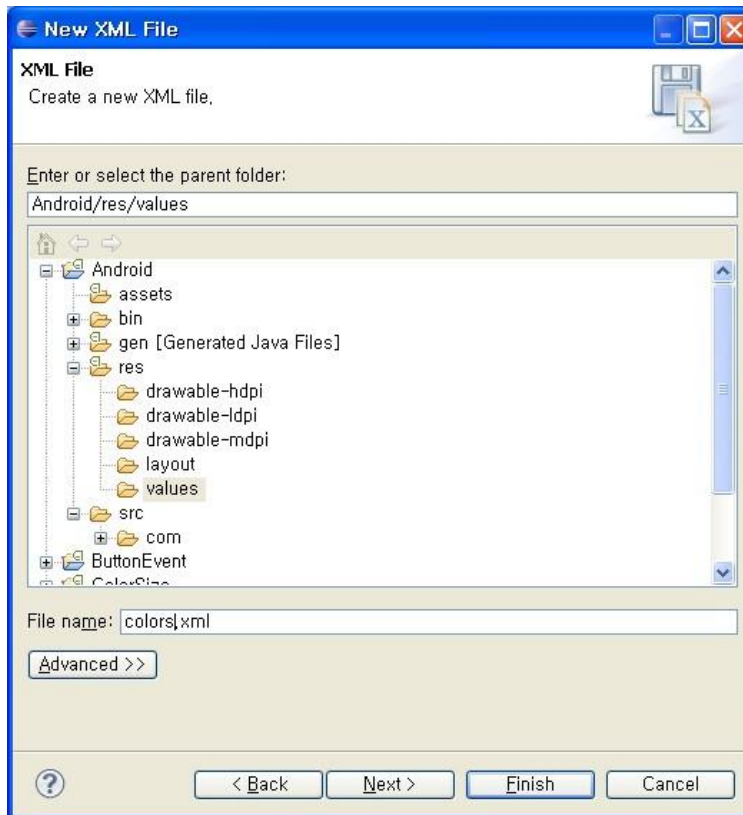 New XML File
XML File
Create a new XML file.
Enter or select the parent folder:
Android/res/values
Android
assets
bin
gen [Generated Java Files]
res
drawable-hdpi
drawable-ldpi
drawable-mdpi
layout
values
src
com
ButtonEvent
ColorSize
File name: colors.xml
Advanced >>
< Back Next > Finish Cancel